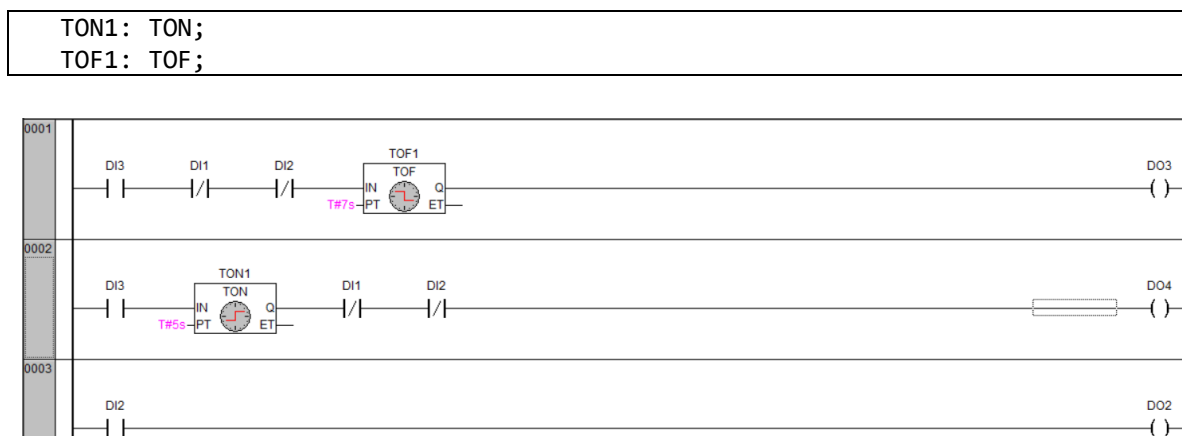 TON1: TON;
TOF1: TOF;
0001
DI3 DI1 DI2 TOF1 DO3
TOF
IN Q
T#7s PT ET
0002
DI3 TON1 DI1 DI2 DO4
TON
IN Q
T#5s PT ET
0003
DI2 DO2